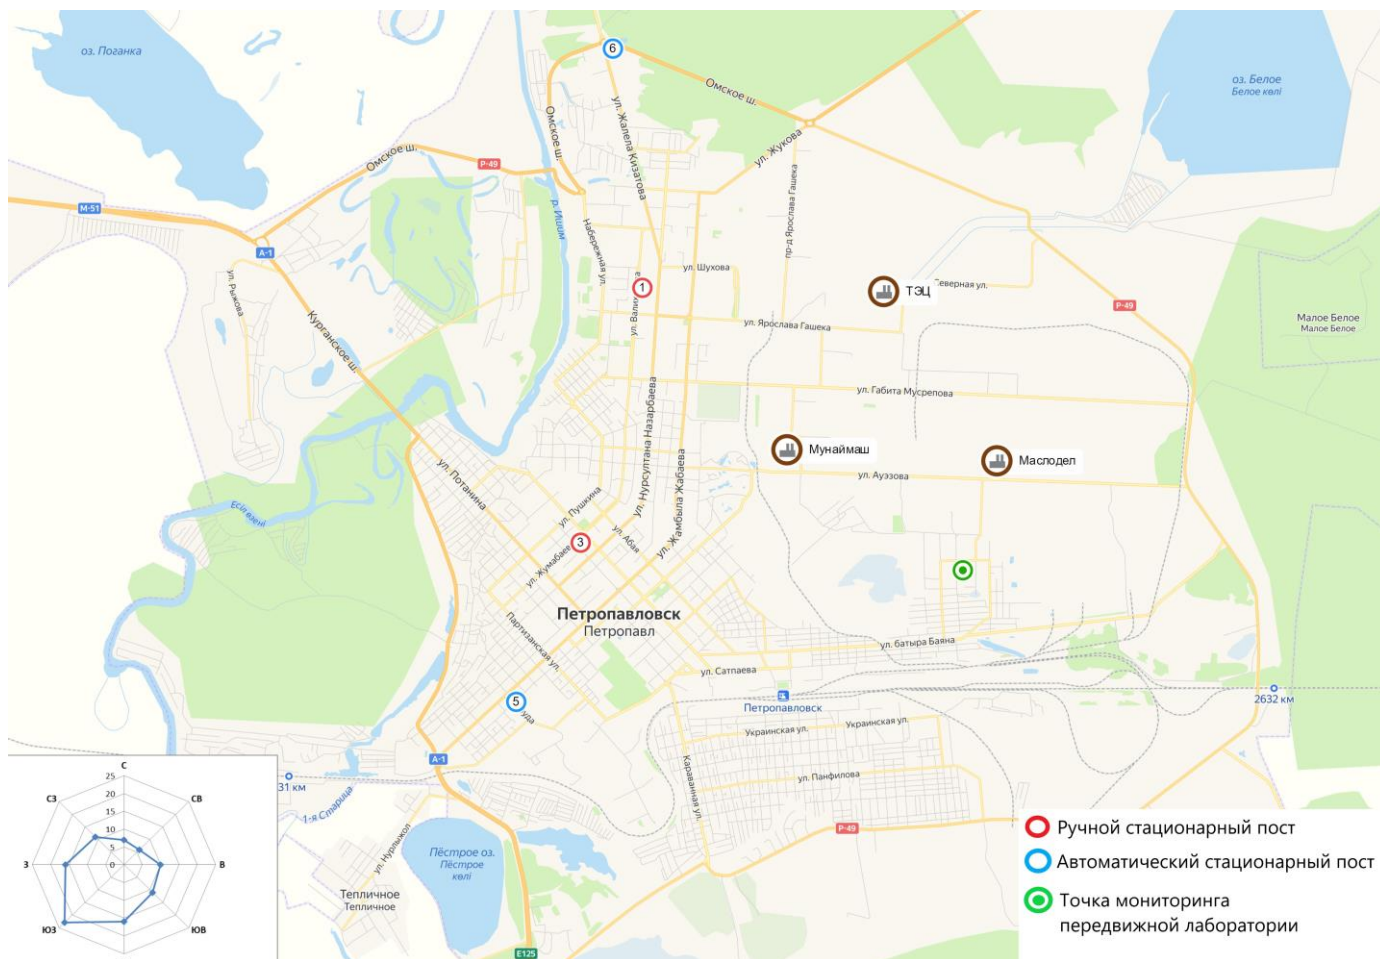 6
оз. Поганка
оз. Белое
Белое көлі
Омское ш.
ул. Жалела Кизатова
Омское ш.
ул. Жукова
Омское ш.
Р-49
пр-д Ярослава Гашека
р. Ишим
М-51
Набережная ул.
А-1
ул. Рыжова
ул. Шухова
1
ТЭЦ
Северная ул.
Р-49
ул. Валих
а
Курганское ш.
ул. Ярослава Гашека
Малое Белое
Малое Белое
ул. Габита Мусрепова
ул. Нурсултана Назарбаева
Мунаймаш
Маслодел
ул. Потанина
ул. Жамбыла Жабаева
ул. Ауэзова
ул. Пушкина
Есіл өзені
ул. Абая
3
ул. Жумабаев
Петропавловск
Петропавл
Партизанская ул.
ул. батыра Баяна
ул. Сатпаева
5
уда
Петропавловск
2632 км
Украинская ул.
Украинская ул.
А-1
31 км
ул. Панфилова
Караванная ул.
1-я Старица
Р-49
ул. Нурлыжол
Пёстрое оз.
Пёстрое
көлі
Тепличное
Тепличное
Е125
С
25
СЗ
СВ
20
15
10
5
З
0
В
ЮЗ
ЮВ
Ручной стационарный пост
Автоматический стационарный пост
Точка мониторинга
передвижной лаборатории